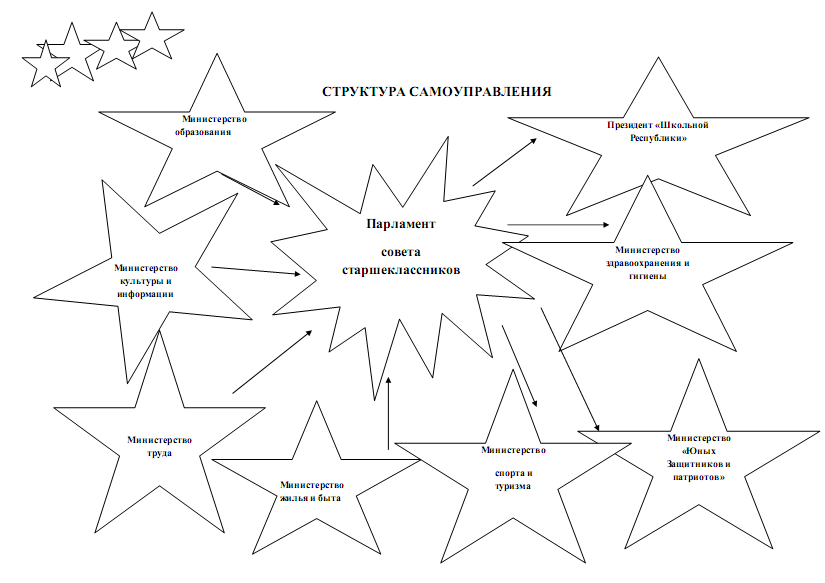 СТРУКТУРА САМОУПРАВЛЕНИЯ
Министерство
образования
Президент «Школьной
Республики»
Парламент
совета
старшеклассников
Министерство
культуры и
информации
Министерство
здравоохранения и
гигиены
Министерство
труда
Министерство
жилья и быта
Министерство
спорта и
туризма
Министерство
«Юных
Защитников и
патриотов»